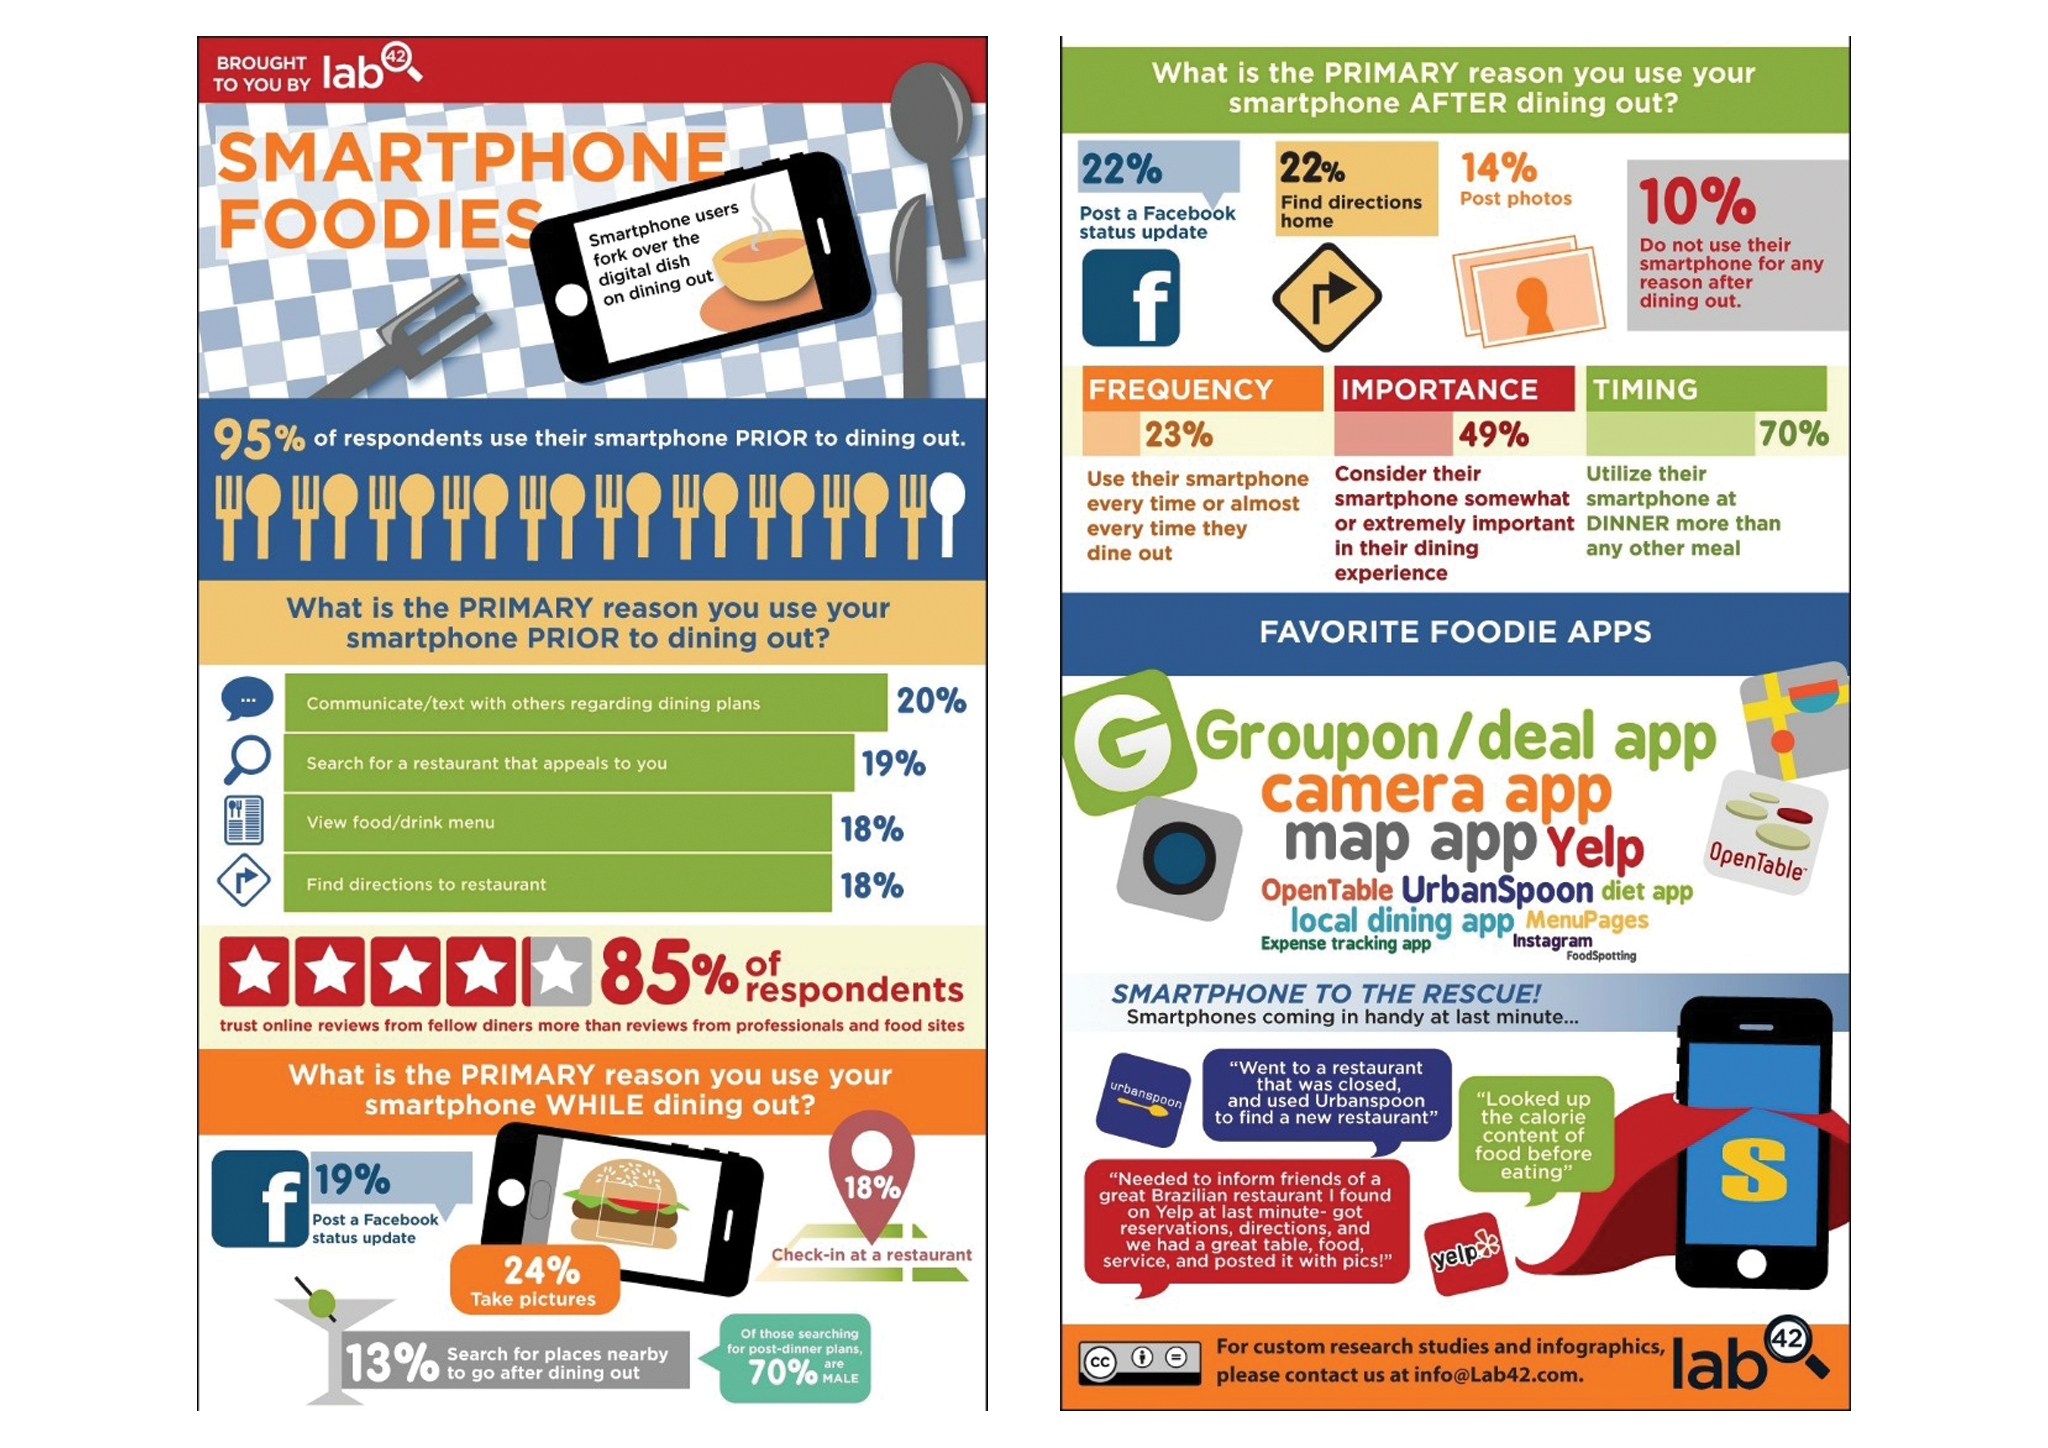 BROUGHT
TO YOU BY lab42
SMARTPHONE
FOODIES
Smartphone users
fork over the
digital dish
on dining out
95% of respondents use their smartphone PRIOR to dining out.
What is the PRIMARY reason you use your
smartphone PRIOR to dining out?
Communicate/text with others regarding dining plans 20%
Search for a restaurant that appeals to you 19%
View food/drink menu 18%
Find directions to restaurant 18%
85% of
respondents
trust online reviews from fellow diners more than reviews from professionals and food sites
What is the PRIMARY reason you use your
smartphone WHILE dining out?
f
19%
Post a Facebook
status update
24%
Take pictures
18%
Check-in at a restaurant
13% Search for places nearby
to go after dining out
Of those searching
for post-dinner plans,
70% are
MALE
What is the PRIMARY reason you use your
smartphone AFTER dining out?
22%
Post a Facebook
status update
f
22%
Find directions
home
14%
Post photos
10%
Do not use their
smartphone for any
reason after
dining out.
FREQUENCY
23%
Use their smartphone
every time or almost
every time they
dine out
IMPORTANCE
49%
Consider their
smartphone somewhat
or extremely important
in their dining
experience
TIMING
70%
Utilize their
smartphone at
DINNER more than
any other meal
FAVORITE FOODIE APPS
G
Groupon/deal app
camera app
map app Yelp
OpenTable UrbanSpoon diet app
local dining app MenuPages
Expense tracking app Instagram
FoodSpotting
OpenTable
SMARTPHONE TO THE RESCUE!
Smartphones coming in handy at last minute...
urbanspoon
“Went to a restaurant
that was closed,
and used Urbanspoon
to find a new restaurant”
“Looked up
the calorie
content of
food before
eating”
S
“Needed to inform friends of a
great Brazilian restaurant I found
on Yelp at last minute- got
reservations, directions, and
we had a great table, food,
service, and posted it with pics!”
yelp
cc
For custom research studies and infographics,
please contact us at info@Lab42.com.
lab42